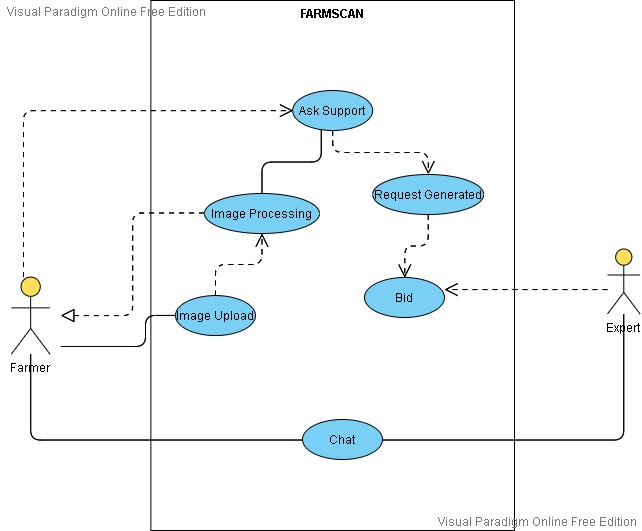 Visual Paradigm Online Free Edition
FARMSCAN
Ask Support
Request Generated
Image Processing
Bid
Image Upload
Expert
Farmer
Chat
Visual Paradigm Online Free Edition